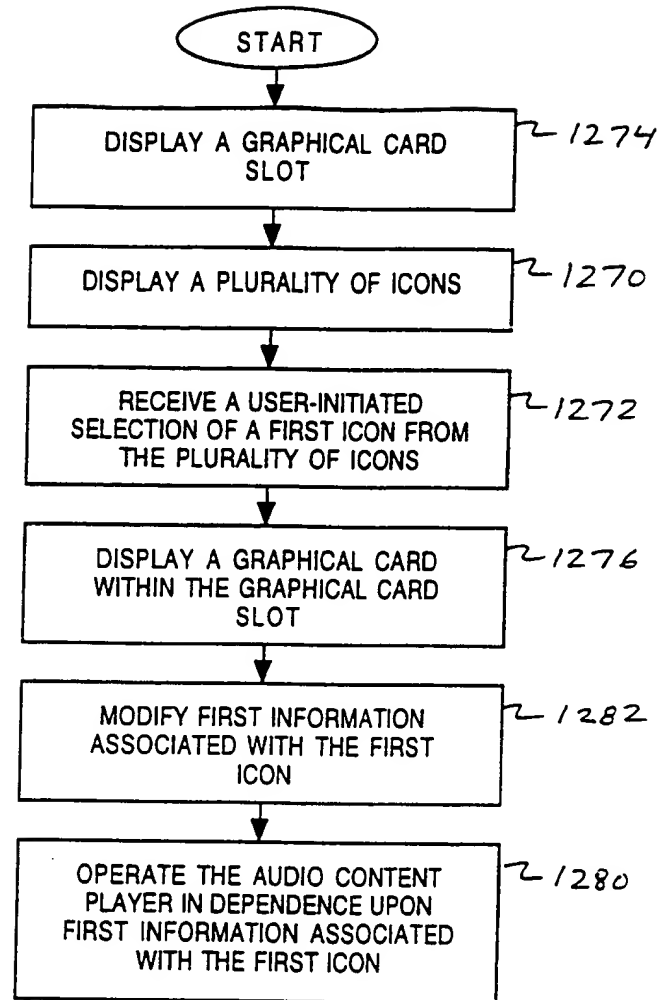 START
DISPLAY A GRAPHICAL CARD
SLOT
1274
DISPLAY A PLURALITY OF ICONS
1270
RECEIVE A USER-INITIATED
SELECTION OF A FIRST ICON FROM
THE PLURALITY OF ICONS
1272
DISPLAY A GRAPHICAL CARD
WITHIN THE GRAPHICAL CARD
SLOT
1276
MODIFY FIRST INFORMATION
ASSOCIATED WITH THE FIRST
ICON
1282
OPERATE THE AUDIO CONTENT
PLAYER IN DEPENDENCE UPON
FIRST INFORMATION ASSOCIATED
WITH THE FIRST ICON
1280